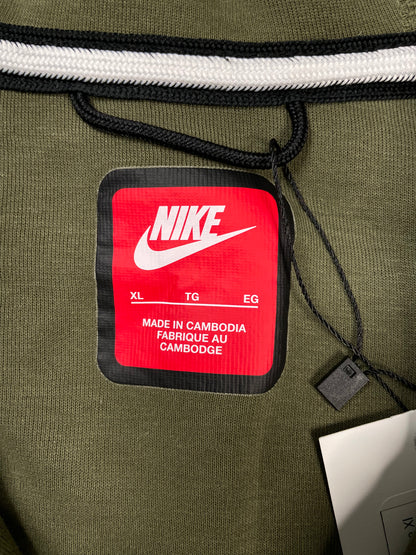 NIKE
XL TG EG
MADE IN CAMBODIA
FABRIQUE AU
CAMBODGE